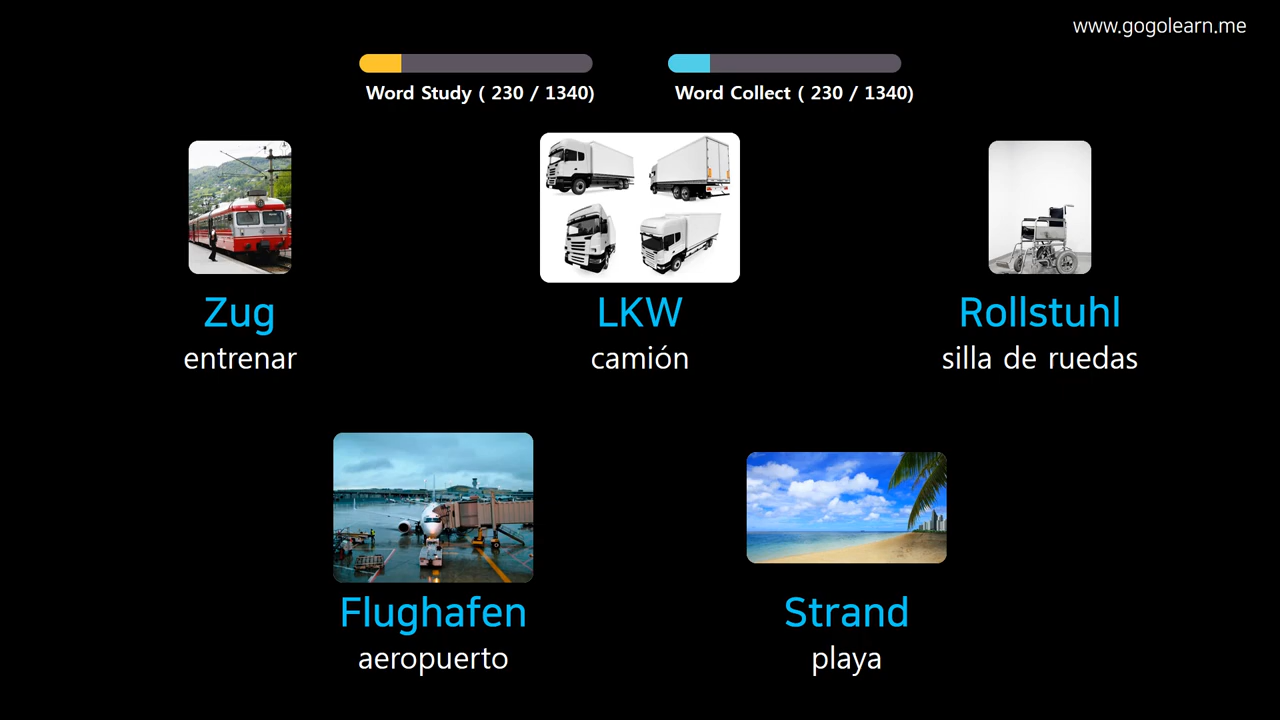 www.gogolearn.me
Word Study ( 230 / 1340)
Word Collect ( 230 / 1340)
Zug
entrenar
LKW
camión
Rollstuhl
silla de ruedas
Flughafen
aeropuerto
Strand
playa